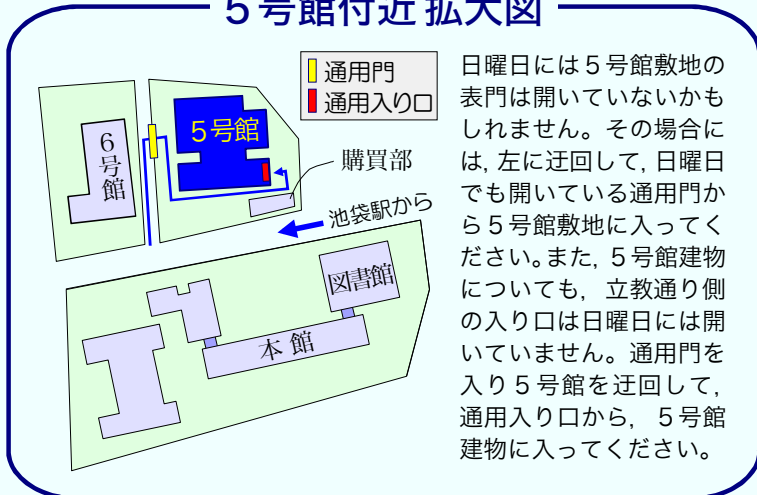 5号館付近 拡大図
通用門
通用入り口
5号館
6号館
購買部
池袋駅から
図書館
本館
日曜日には5号館敷地の
表門は開いていないかも
しれません。その場合に
は, 左に迂回して, 日曜日
でも開いている通用門か
ら5号館敷地に入ってく
ださい。また, 5号館建物
についても, 立教通り側
の入り口は日曜日には開
いていません。通用門を
入り5号館を迂回して,
通用入り口から, 5号館
建物に入ってください。